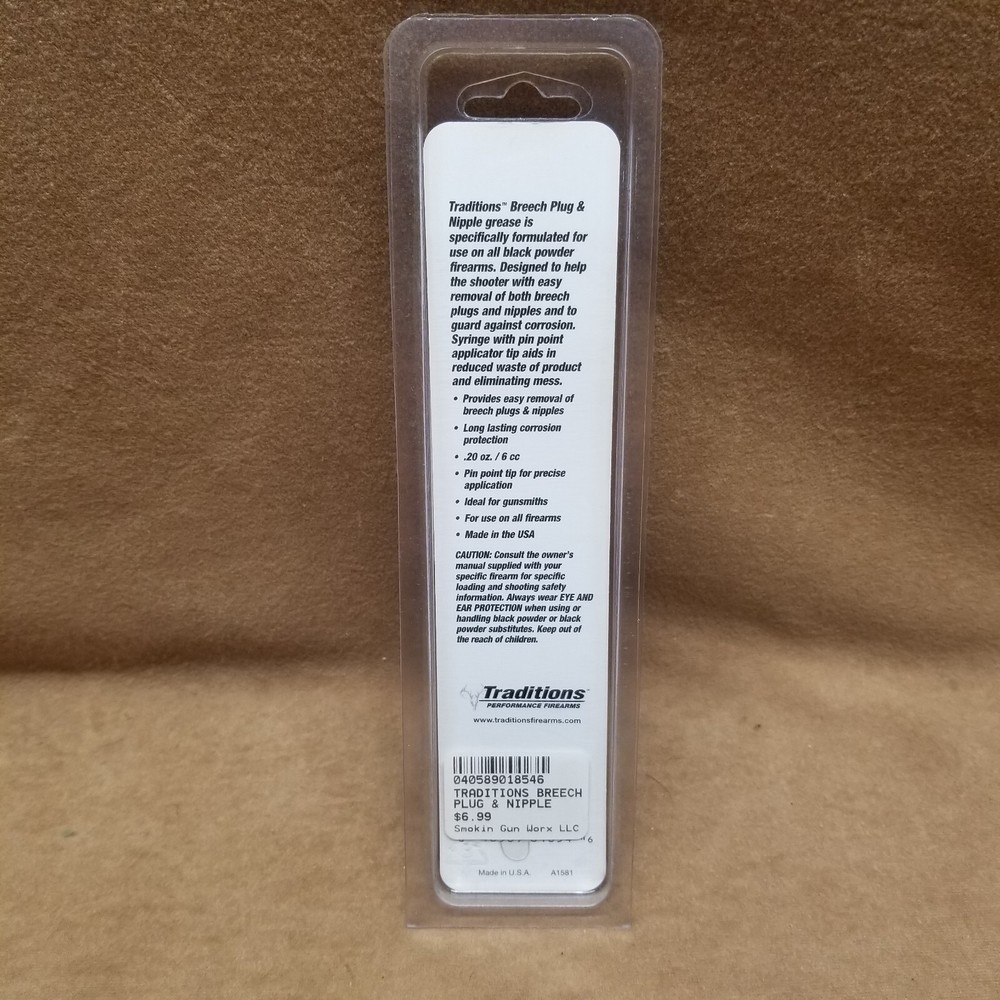 Traditions™ Breech Plug &
Nipple grease is
specifically formulated for
use on all black powder
firearms. Designed to help
the shooter with easy
removal of both breech
plugs and nipples and to
guard against corrosion.
Syringe with pin point
applicator tip aids in
reduced waste of product
and eliminating mess.
• Provides easy removal of
breech plugs & nipples
• Long lasting corrosion
protection
• .20 oz. / 6 cc
• Pin point tip for precise
application
• Ideal for gunsmiths
• For use on all firearms
• Made in the USA
CAUTION: Consult the owner's
manual supplied with your
specific firearm for specific
loading and shooting safety
information. Always wear EYE AND
EAR PROTECTION when using or
handling black powder or black
powder substitutes. Keep out of
the reach of children.
Traditions™
PERFORMANCE FIREARMS
www.traditionsfirearms.com
040589018546
TRADITIONS BREECH
PLUG & NIPPLE
$6.99
Smokin Gun Worx LLC
6
Made in U.S.A. A1581